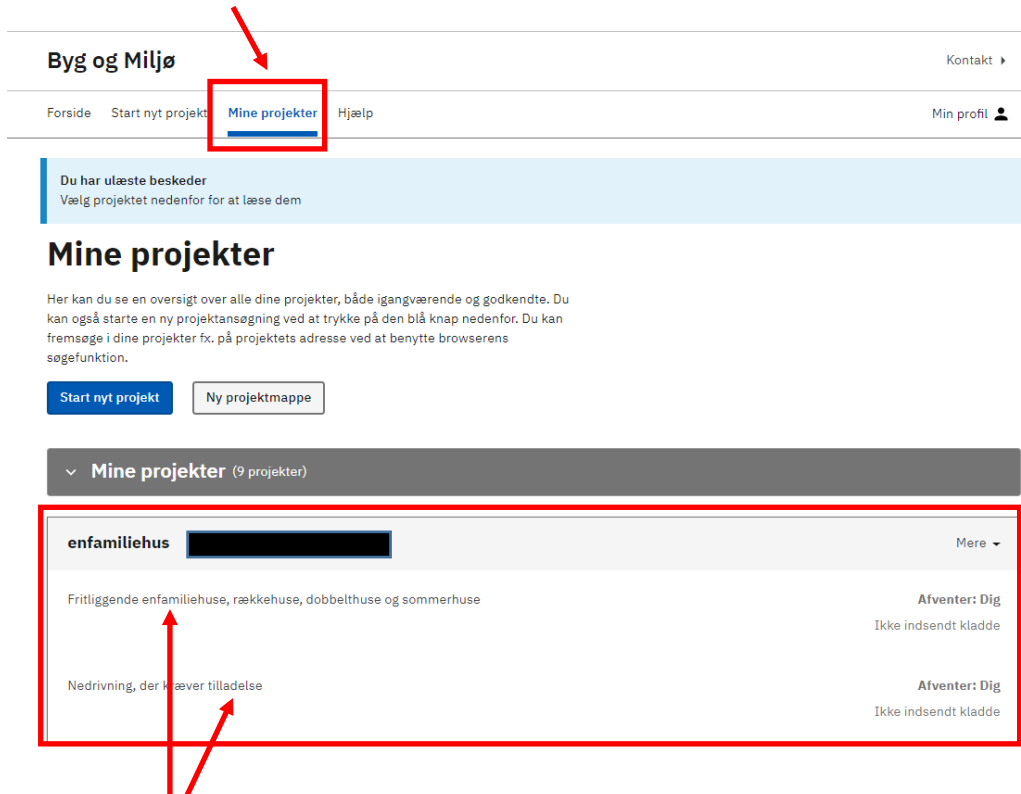 Byg og Miljø
Kontakt
Forside Start nyt projekt Mine projekter Hjælp
Min profil
Du har ulæste beskeder
Vælg projektet nedenfor for at læse dem
Mine projekter
Her kan du se en oversigt over alle dine projekter, både igangværende og godkendte. Du
kan også starte en ny projektansøgning ved at trykke på den blå knap nedenfor. Du kan
fremsøge i dine projekter fx. på projektets adresse ved at benytte browserens
søgefunktion.
Start nyt projekt Ny projektmappe
Mine projekter (9 projekter)
enfamiliehus
Mere
Fritliggende enfamiliehuse, rækkehuse, dobbelthuse og sommerhuse
Afventer: Dig
Ikke indsendt kladde
Nedrivning, der kræver tilladelse
Afventer: Dig
Ikke indsendt kladde